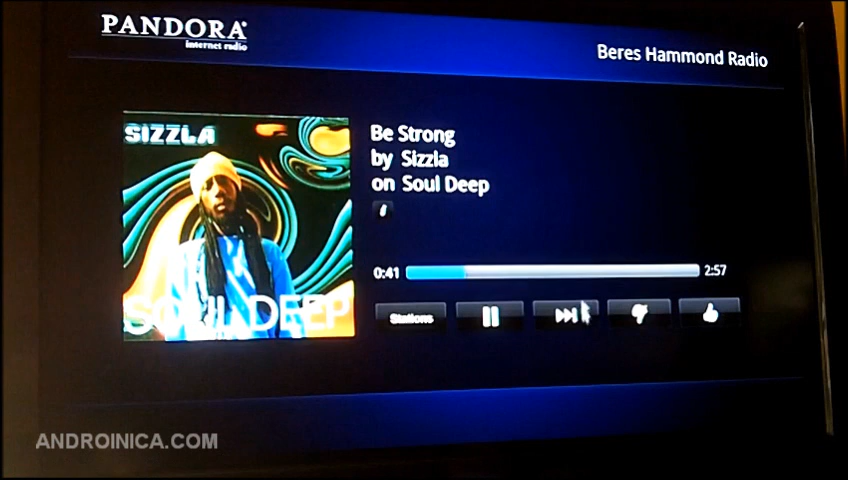 PANDORA®
internet radio
Beres Hammond Radio
SIZZLA
SOUL DEEP
Be Strong
by Sizzla
on Soul Deep
i
0:41
2:57
Stations
ANDROINICA.COM